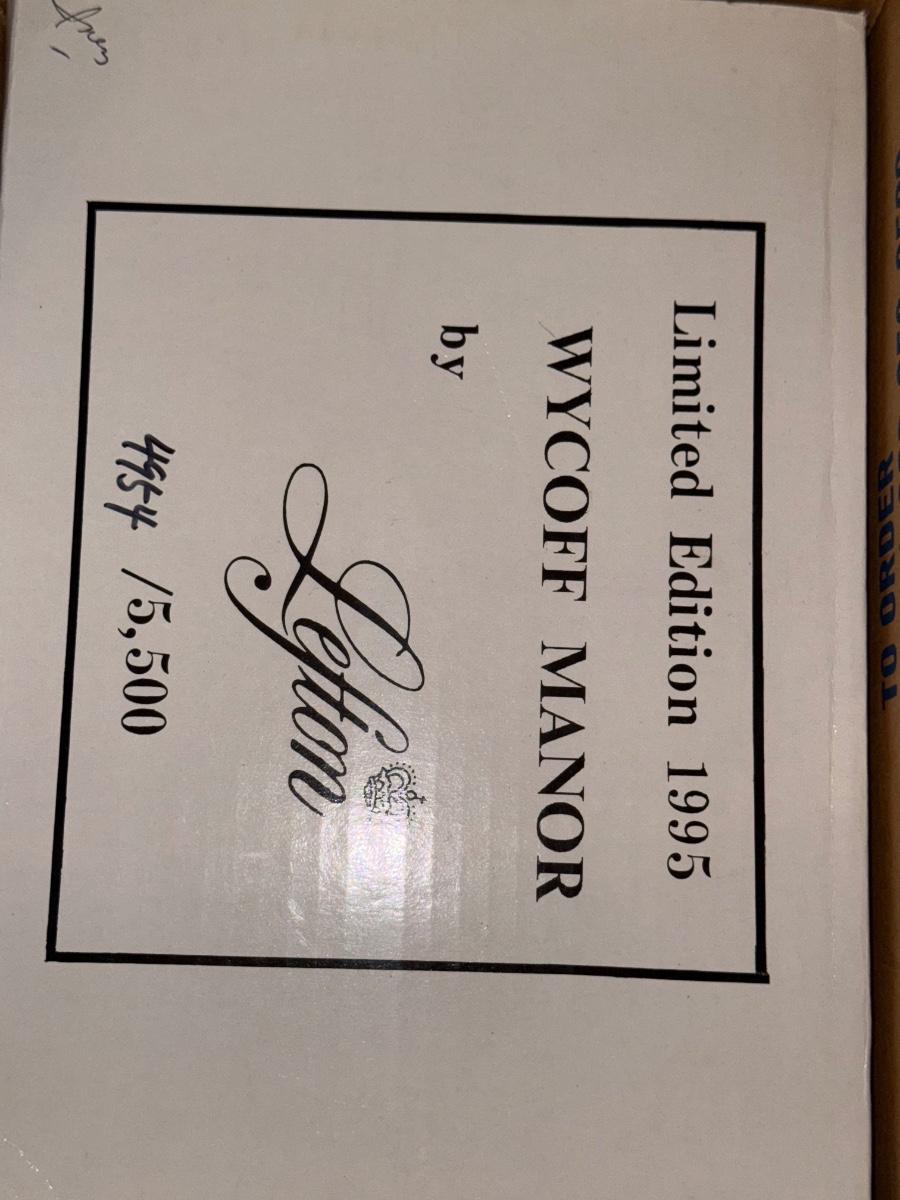 Limited Edition 1995
WYCOFF MANOR
by
Lefton
4954 /5,500
TO ORDER